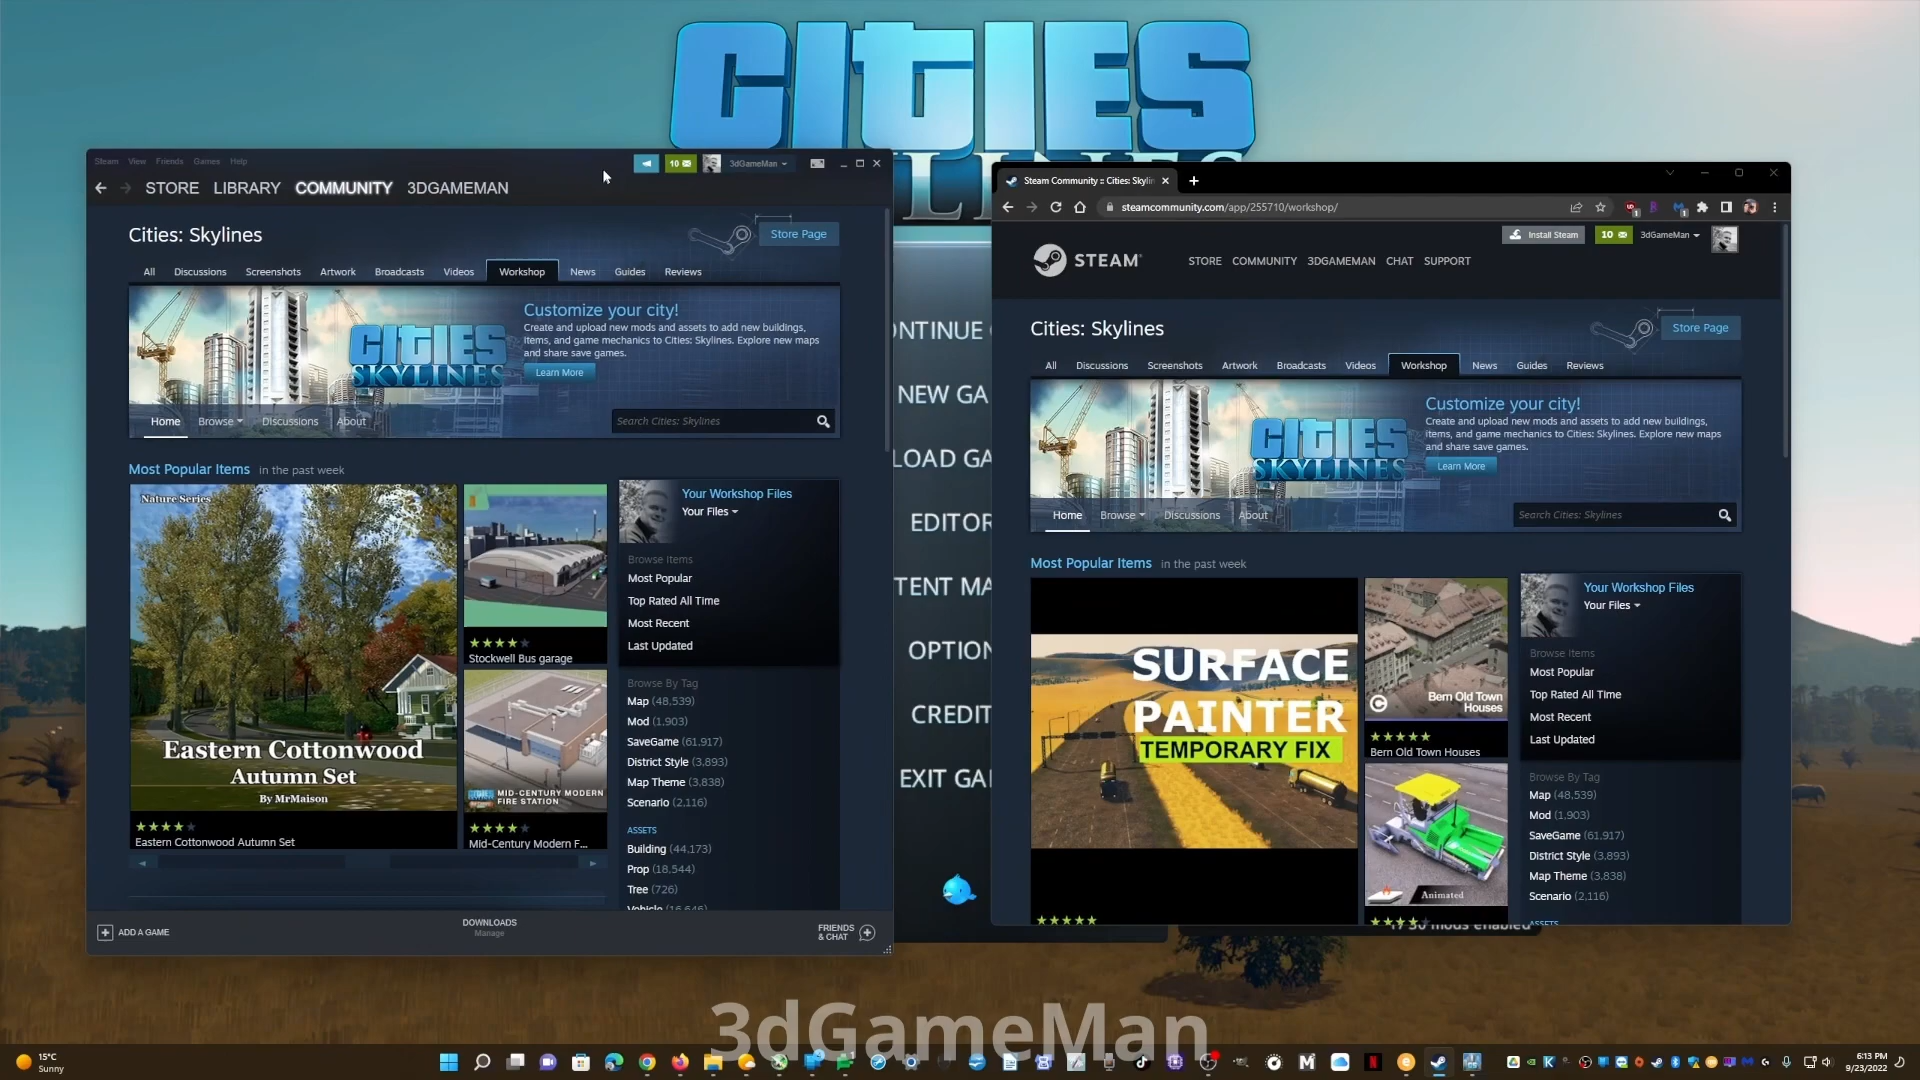 CITIES
Steam View Friends Games Help
10
3dGameMan
STORE LIBRARY COMMUNITY 3DGAMEMAN
Cities: Skylines
Store Page
All Discussions Screenshots Artwork Broadcasts Videos Workshop News Guides Reviews
CITIES
SKYLINES
Customize your city!
Create and upload new mods and assets to add new buildings,
items, and game mechanics to Cities: Skylines. Explore new maps
and share save games.
Learn More
Home Browse Discussions About
Search Cities: Skylines
Most Popular Items in the past week
Nature Series
Eastern Cottonwood
Autumn Set
By MrMaison
Eastern Cottonwood Autumn Set
Stockwell Bus garage
MID-CENTURY MODERN
FIRE STATION
Mid-Century Modern F...
Your Workshop Files
Your Files
Browse Items
Most Popular
Top Rated All Time
Most Recent
Last Updated
Browse By Tag
Map (48,539)
Mod (1,903)
SaveGame (61,917)
District Style (3,893)
Map Theme (3,838)
Scenario (2,116)
ASSETS
Building (44,173)
Prop (18,544)
Tree (726)
Vehicle (16,646)
ADD A GAME
DOWNLOADS
Manage
FRIENDS
& CHAT
ONTINUE
NEW GA
LOAD GA
EDITOR
TENT MA
OPTION
CREDIT
EXIT GA
Steam Community :: Cities: Skylin
steamcommunity.com/app/255710/workshop/
Install Steam
10
3dGameMan
STEAM
STORE COMMUNITY 3DGAMEMAN CHAT SUPPORT
Cities: Skylines
Store Page
All Discussions Screenshots Artwork Broadcasts Videos Workshop News Guides Reviews
CITIES
SKYLINES
Customize your city!
Create and upload new mods and assets to add new buildings,
items, and game mechanics to Cities: Skylines. Explore new maps
and share save games.
Learn More
Home Browse Discussions About
Search Cities: Skylines
Most Popular Items in the past week
SURFACE
PAINTER
TEMPORARY FIX
Bern Old Town
Houses
Bern Old Town Houses
Animated
Your Workshop Files
Your Files
Browse Items
Most Popular
Top Rated All Time
Most Recent
Last Updated
Browse By Tag
Map (48,539)
Mod (1,903)
SaveGame (61,917)
District Style (3,893)
Map Theme (3,838)
Scenario (2,116)
ASSETS
mods enabled
3dGameMan
15°C
Sunny
6:13 PM
9/23/2022